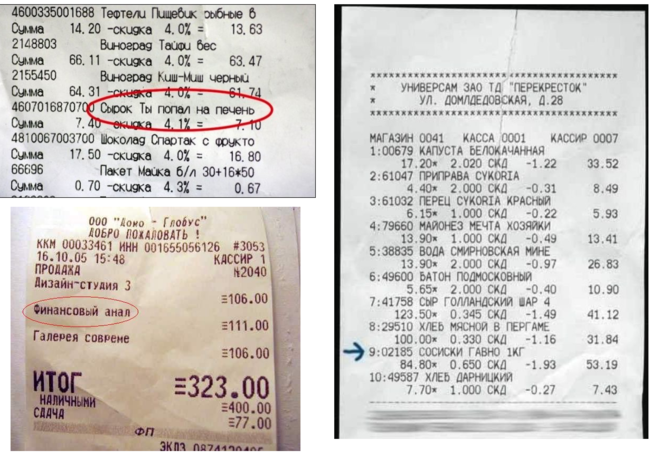 4600335001688 Тефтели Пищебик рыбные в
Сумма 14.20 -скидка 4.0% = 13.63
2148803 Виноград Тайфи бес
Сумма 66.11 -скидка 4.0% = 63.47
2155450 Виноград Киш-Миш черный
Сумма 64.31 -скидка 4.0% = 61.74
4607016870700 Сырок Ты попал на печень
Сумма 7.40 -скидка 4.1% = 7.10
4810067003700 Шоколад Спартак с фрукто
Сумма 17.50 -скидка 4.0% = 16.80
66696 Пакет Майка б/л 30+16*50
Сумма 0.70 -скидка 4.3% = 0.67
ООО "Доно - Глобус"
ДОБРО ПОЖАЛОВАТЬ !
ККМ 00033461 ИНН 001655056126 #3053
16.10.05 15:48 КАССИР 1
ПРОДАЖА №2040
Дизайн-студия 3
≡106.00
Финансовый анал
≡111.00
Галерея совреме
≡106.00
ИТОГ ≡323.00
НАЛИЧНЫМИ ≡400.00
СДАЧА ≡77.00
ФП
ЭКЛЗ
УНИВЕРСАМ ЗАО ТД "ПЕРЕКРЕСТОК"
УЛ. ДОМЛДЕДОВСКАЯ, Д.28
МАГАЗИН 0041 КАССА 0001 КАССИР 0007
1:00679 КАПУСТА БЕЛОКАЧАННАЯ
17.20* 2.020 СКД -1.22 33.52
2:61047 ПРИПРАВА CYKORIA
4.40* 2.000 СКД -0.31 8.49
3:61032 ПЕРЕЦ CYKORIA КРАСНЫЙ
6.15* 1.000 СКД -0.22 5.93
4:79660 МАЙОНЕЗ МЕЧТА ХОЗЯЙКИ
13.90* 1.000 СКД -0.49 13.41
5:38835 ВОДА СМИРНОВСКАЯ МИНЕ
13.90* 2.000 СКД -0.97 26.83
6:49600 БАТОН ПОДМОСКОВНЫЙ
5.65* 2.000 СКД -0.40 10.90
7:41758 СЫР ГОЛЛАНДСКИЙ ШАР 4
123.50* 0.345 СКД -1.49 41.12
8:29510 ХЛЕБ МЯСНОЙ В ПЕРГАМЕ
100.00* 0.330 СКД -1.16 31.84
9:02185 СОСИСКИ ГАВНО 1КГ
84.80* 0.650 СКД -1.93 53.19
10:49587 ХЛЕБ ДАРНИЦКИЙ
7.70* 1.000 СКД -0.27 7.43